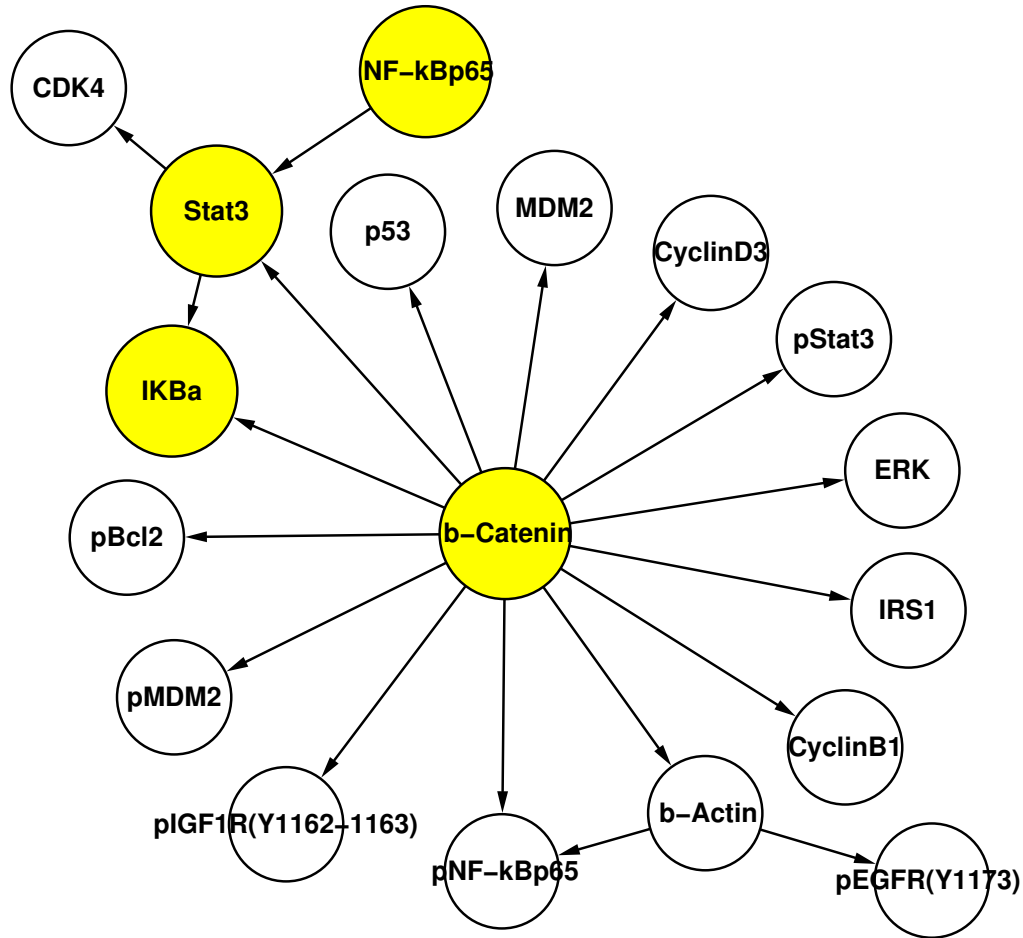 NF−kBp65
CDK4
Stat3
MDM2
p53
CyclinD3
pStat3
IKBa
ERK
b−Catenin
pBcl2
IRS1
pMDM2
CyclinB1
b−Actin
pIGF1R(Y1162−1163)
pNF−kBp65
pEGFR(Y1173)